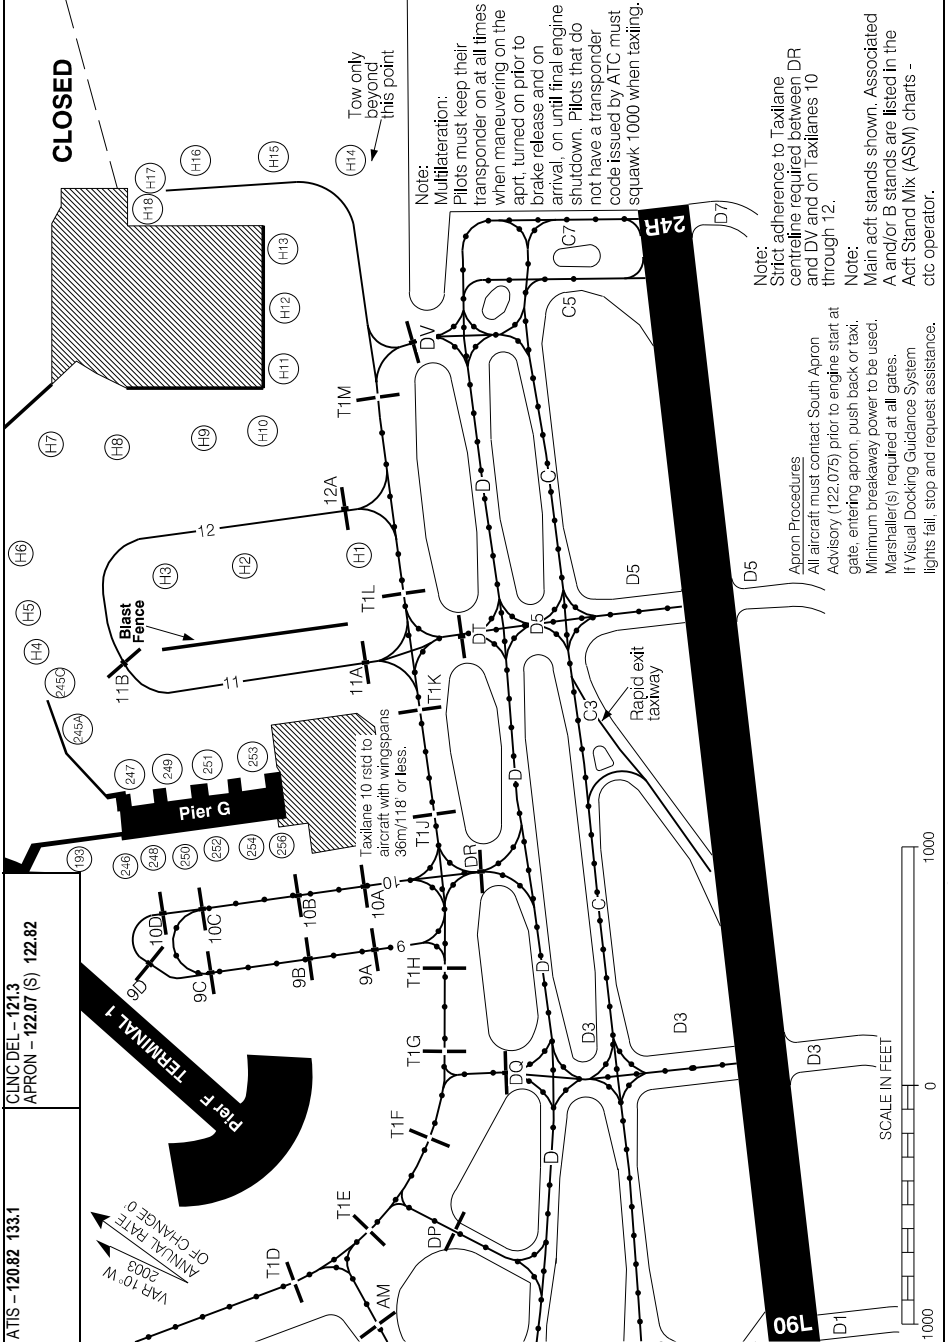 ATIS – 120.82 133.1
CLNC DEL – 121.3
APRON – 122.07 (S) 122.82
VAR 10° W
2003
ANNUAL RATE
OF CHANGE 0'
TERMINAL 1
Pier F
Pier G
193
246
248
250
252
254
256
247
249
251
253
245A
245C
H4
H5
H6
H7
H8
H9
H10
H11
H12
H13
H14
H15
H16
H17
H18
H1
H2
H3
CLOSED
Tow only
beyond
this point
Blast
Fence
11B
11
11A
12
12A
9D
9C
9B
9A
9
10D
10C
10B
10A
10
Taxilane 10 rstd to
aircraft with wingspans
36m/118' or less.
T1D
T1E
T1F
T1G
T1H
T1J
T1K
T1L
T1M
AM
DP
DQ
DR
DT
DV
D
D
D
D
C
C
C3
C5
C7
D1
D3
D3
D3
D5
D5
D5
D7
Rapid exit
taxiway
06L
24R
Note:
Multilateration:
Pilots must keep their
transponder on at all times
when maneuvering on the
aprt, turned on prior to
brake release and on
arrival, on until final engine
shutdown. Pilots that do
not have a transponder
code issued by ATC must
squawk 1000 when taxiing.
Note:
Strict adherence to Taxilane
centreline required between DR
and DV and on Taxilanes 10
through 12.
Note:
Main acft stands shown. Associated
A and/or B stands are listed in the
Acft Stand Mix (ASM) charts -
ctc operator.
Apron Procedures
All aircraft must contact South Apron
Advisory (122.075) prior to engine start at
gate, entering apron, push back or taxi.
Minimum breakaway power to be used.
Marshaller(s) required at all gates.
If Visual Docking Guidance System
lights fail, stop and request assistance.
SCALE IN FEET
1000
0
1000